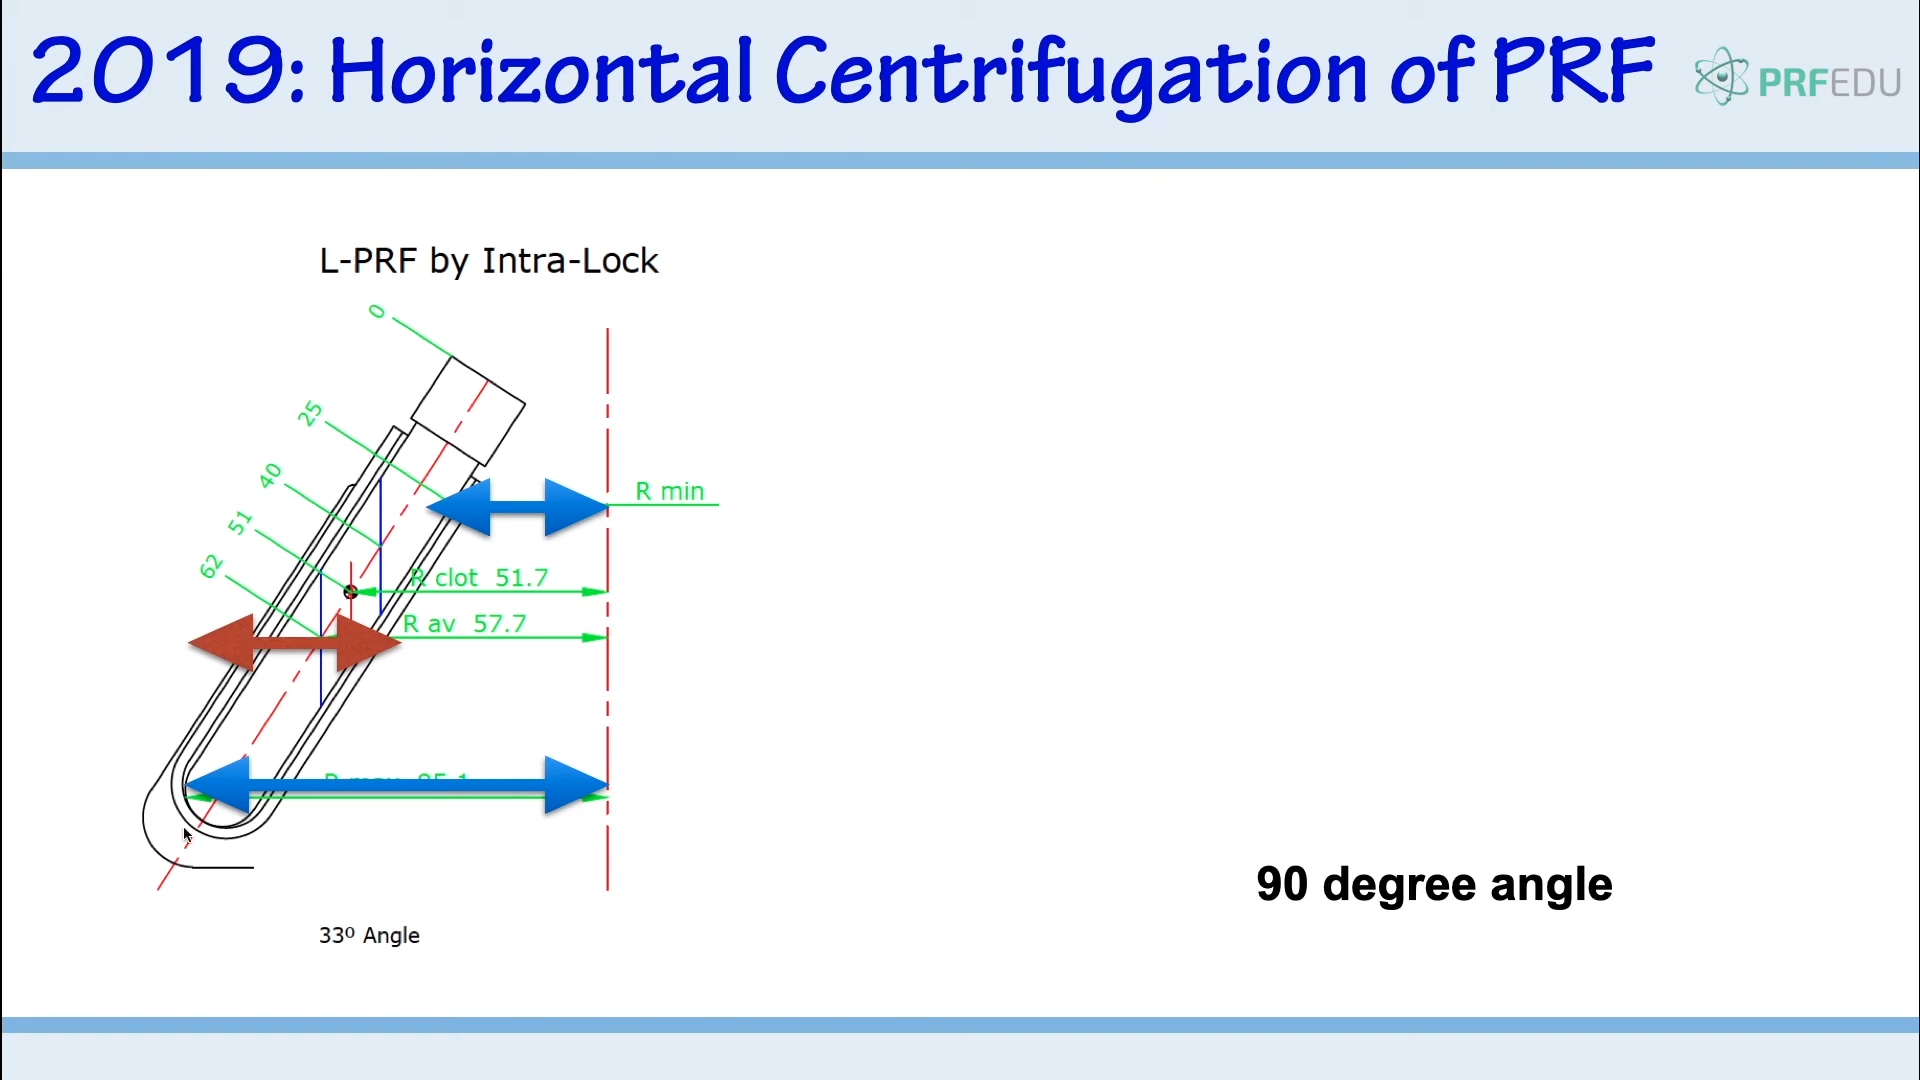 2019: Horizontal Centrifugation of PRF
PRFEDU
L-PRF by Intra-Lock
0
25
40
51
62
R min
R clot 51.7
R av 57.7
33º Angle
90 degree angle